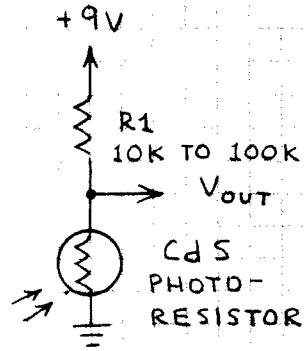 +9V
R1
10K TO 100K
VOUT
CdS
PHOTO-
RESISTOR